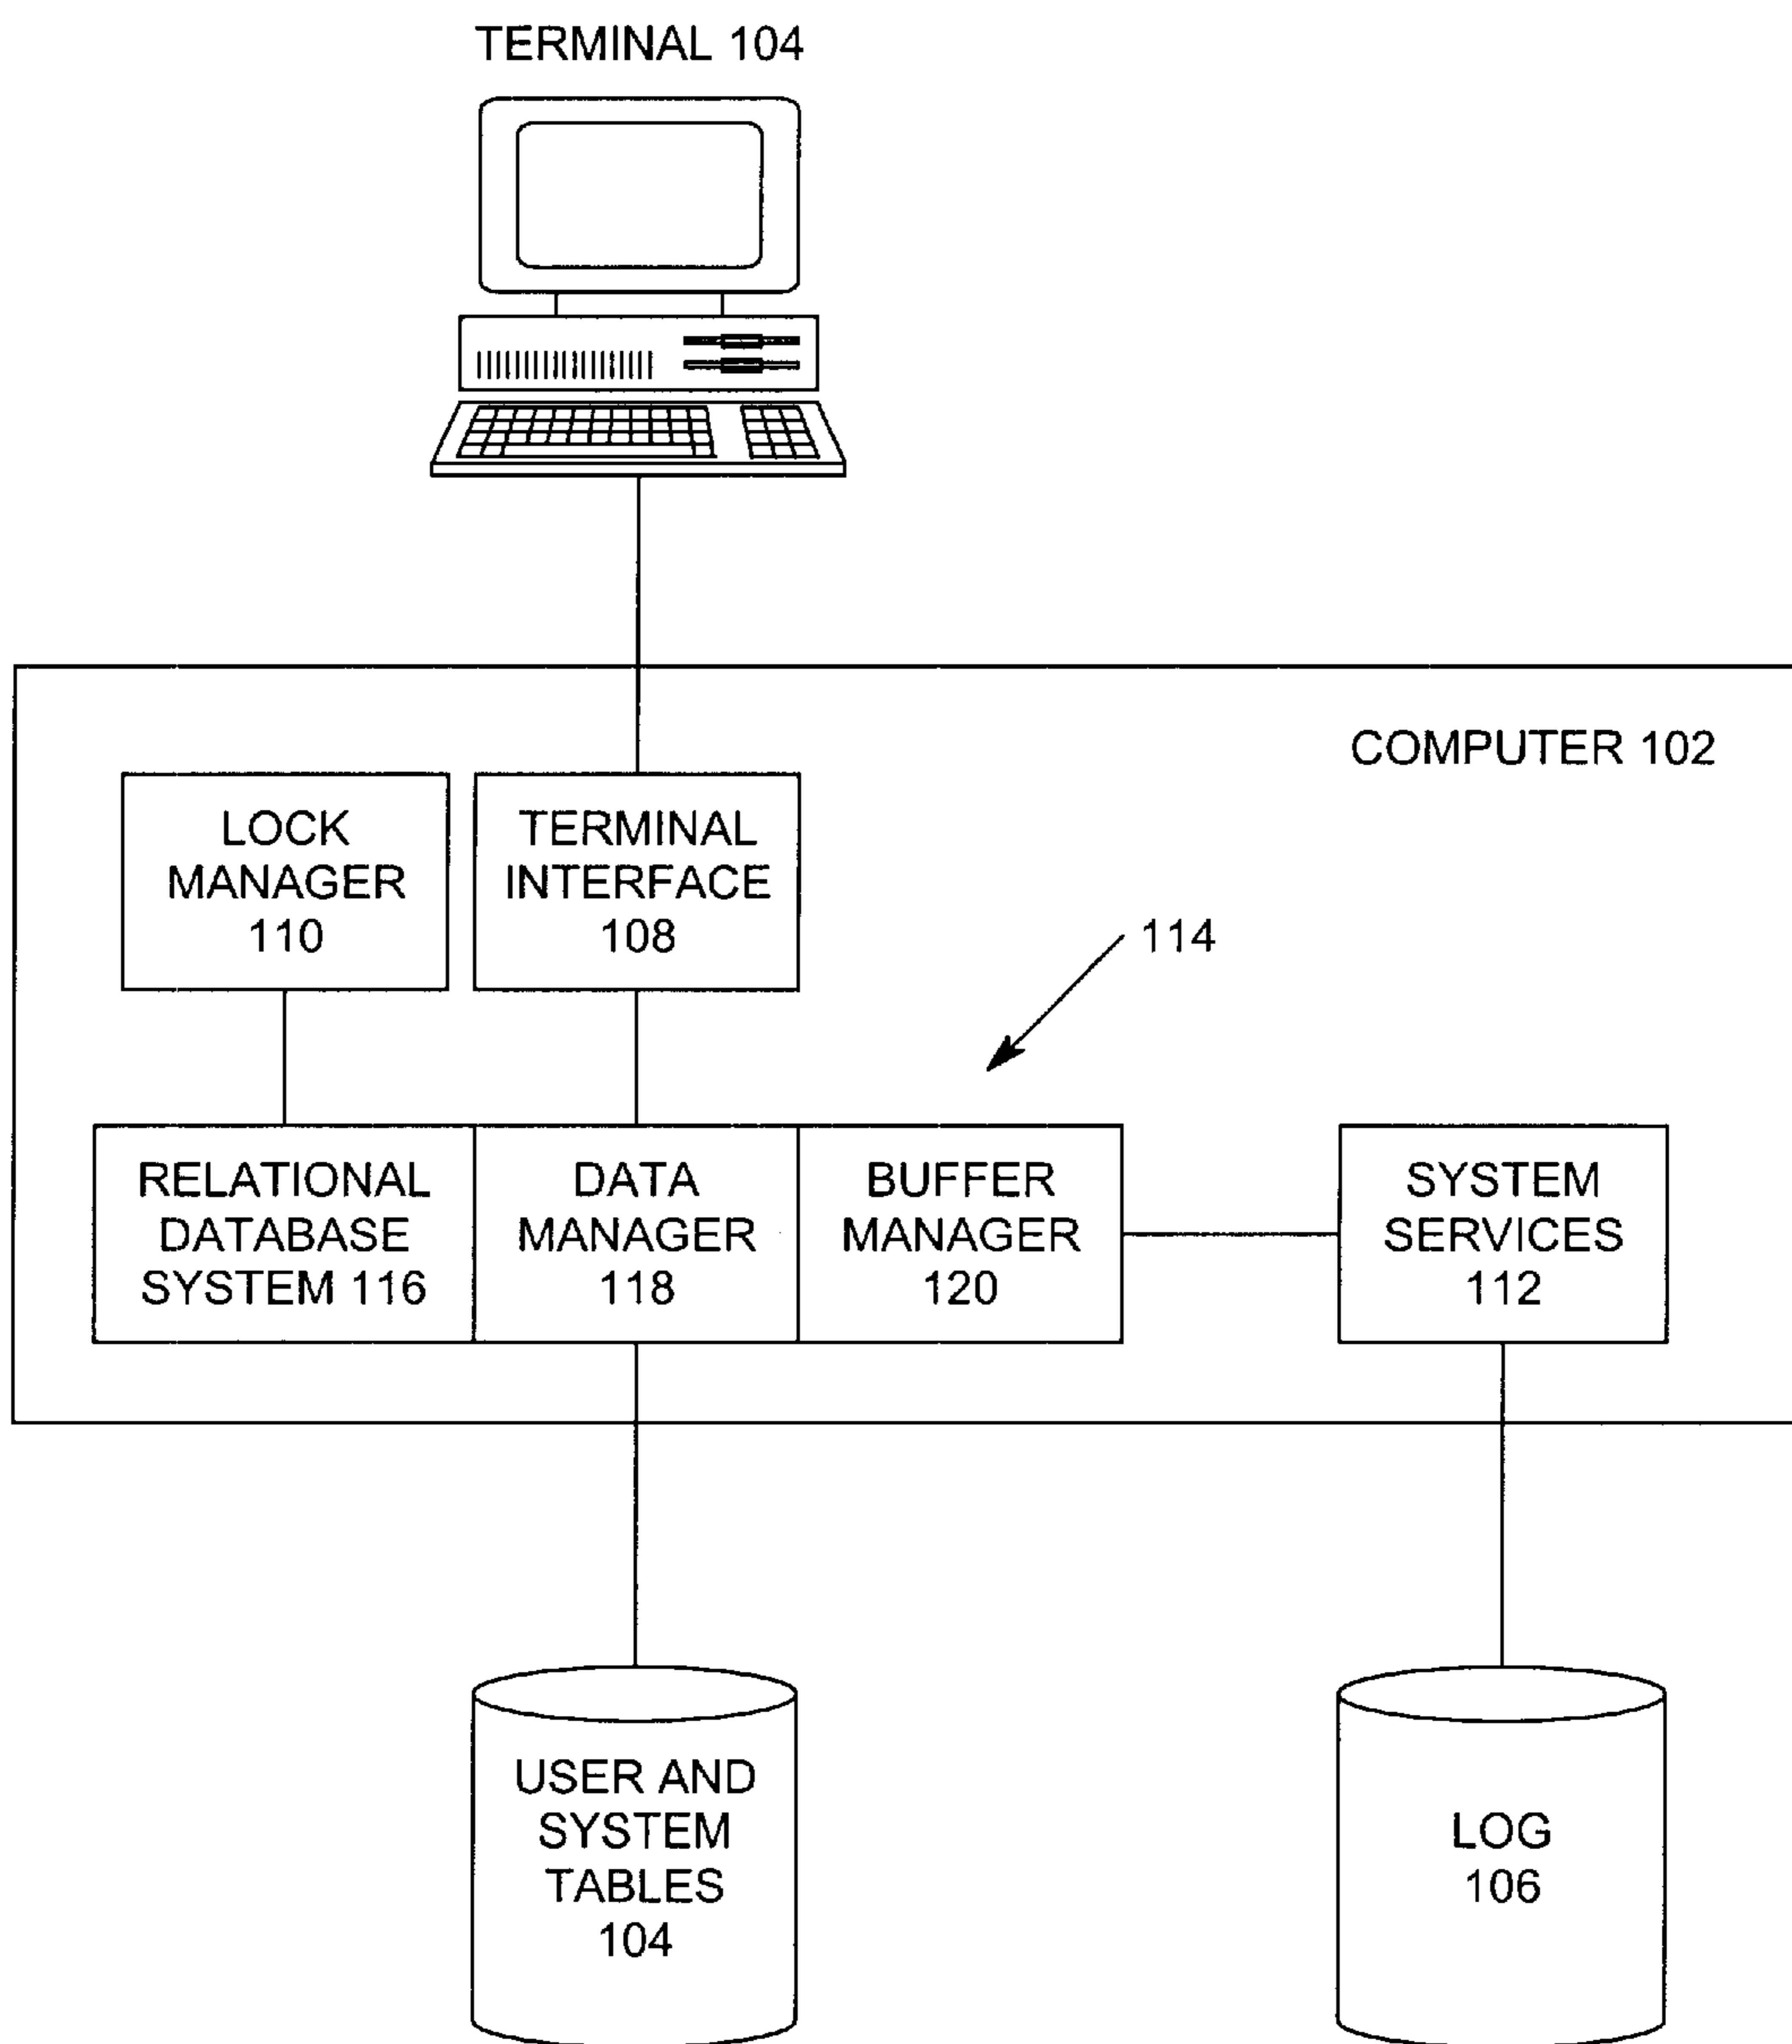 TERMINAL 104
COMPUTER 102
LOCK
MANAGER
110
TERMINAL
INTERFACE
108
114
RELATIONAL
DATABASE
SYSTEM 116
DATA
MANAGER
118
BUFFER
MANAGER
120
SYSTEM
SERVICES
112
USER AND
SYSTEM
TABLES
104
LOG
106